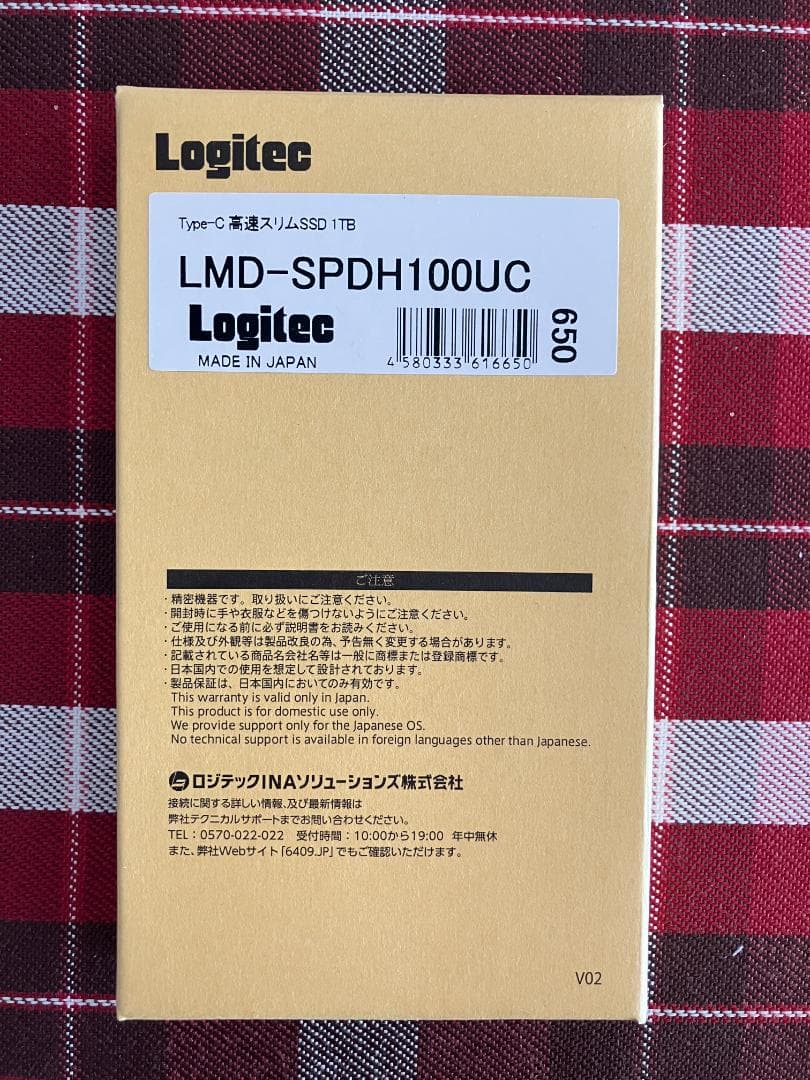 Logitec
Type-C 高速スリムSSD 1TB
LMD-SPDH100UC
Logitec
MADE IN JAPAN
4 580333 616650
650
ご注意
・精密機器です。取り扱いにご注意ください。
・開封時に手や衣服などを傷つけないようにご注意ください。
・ご使用になる前に必ず説明書をお読みください。
・仕様及び外観等は製品改良の為、予告無く変更する場合があります。
・記載されている商品名会社名等は一般に商標または登録商標です。
・日本国内での使用を想定して設計されております。
・製品保証は、日本国内においてのみ有効です。
This warranty is valid only in Japan.
This product is for domestic use only.
We provide support only for the Japanese OS.
No technical support is available in foreign languages other than Japanese.
ロジテックINAソリューションズ株式会社
接続に関する詳しい情報、及び最新情報は
弊社テクニカルサポートまでお問い合わせください。
TEL：0570-022-022　受付時間：10:00から19:00　年中無休
また、弊社Webサイト「6409.JP」でもご確認いただけます。
V02